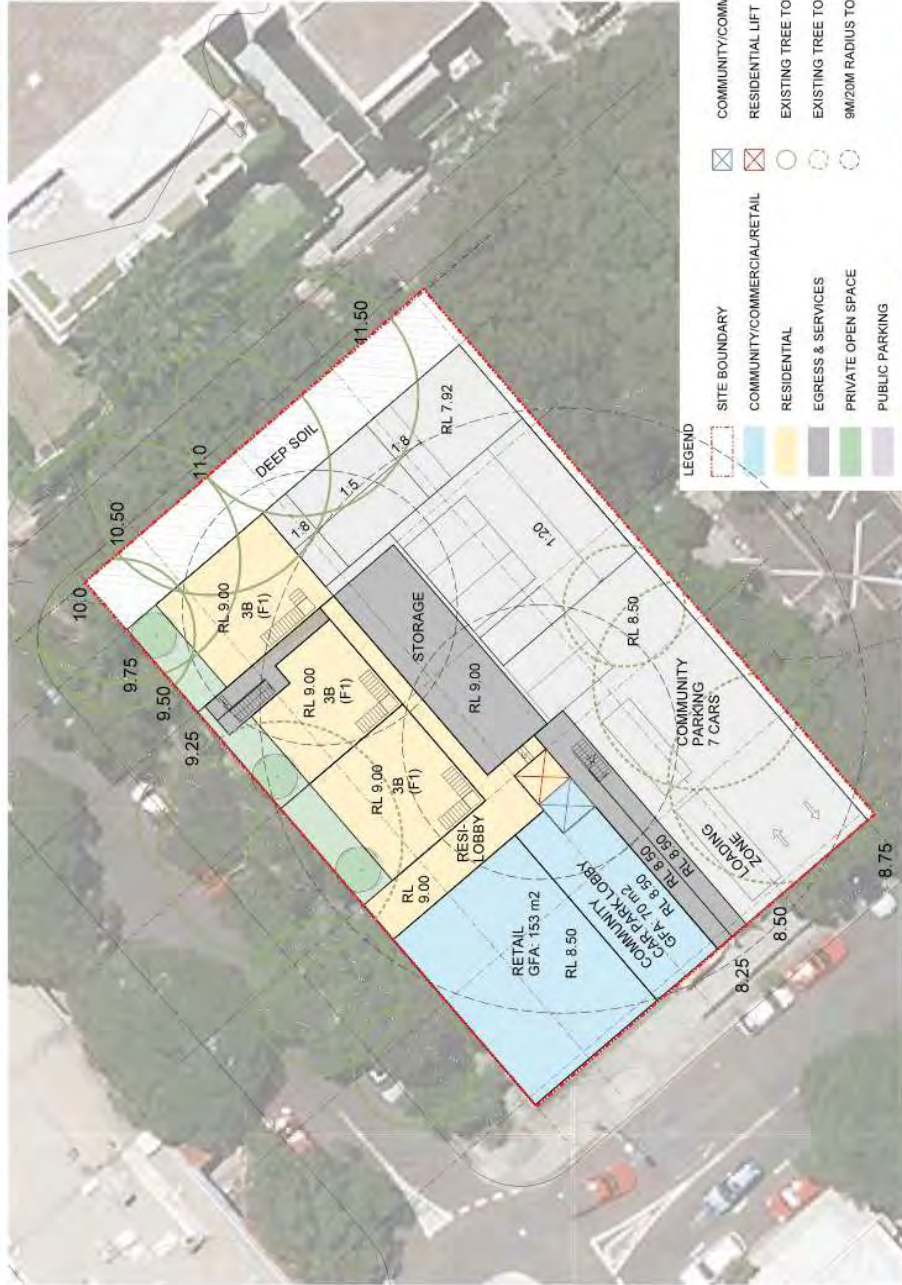 10.0
10.50
11.0
11.50
9.75
9.50
9.25
DEEP SOIL
RL 9.00
3B
(F1)
RL 9.00
3B
(F1)
RL 9.00
3B
(F1)
1:8
1:5
1:8
RL 7.92
STORAGE
RL 9.00
1:20
RL 8.50
COMMUNITY
PARKING
7 CARS
RESI-
LOBBY
RL
9.00
RETAIL
GFA: 153 m2
RL 8.50
COMMUNITY
CAR PARK LOBBY
GFA: 70 m2
RL 8.50
RL 8.50
RL 8.50
LOADING
ZONE
8.25
8.50
8.75
LEGEND
SITE BOUNDARY
COMMUNITY/COMMERCIAL/RETAIL
RESIDENTIAL
EGRESS & SERVICES
PRIVATE OPEN SPACE
PUBLIC PARKING
COMMUNITY/COMM
RESIDENTIAL LIFT
EXISTING TREE TO
EXISTING TREE TO
9M/20M RADIUS TO